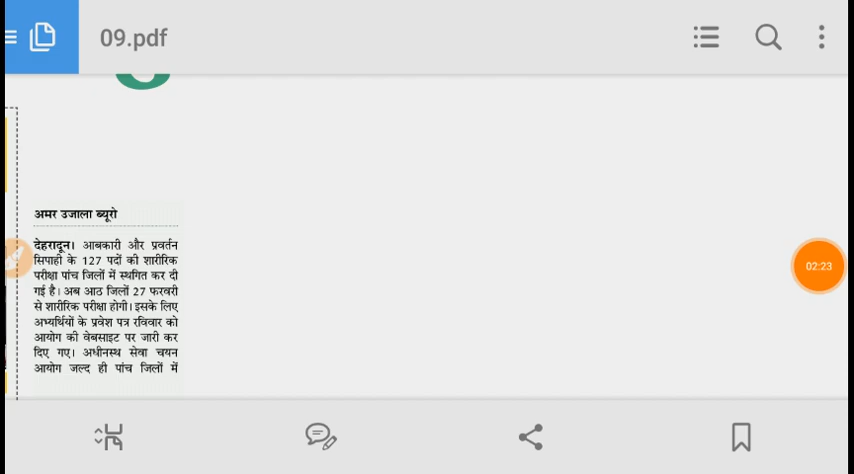 09.pdf
अमर उजाला ब्यूरो
देहरादून। आबकारी और प्रवर्तन
सिपाही के 127 पदों की शारीरिक
परीक्षा पांच जिलों में स्थगित कर दी
गई है। अब आठ जिलों 27 फरवरी
से शारीरिक परीक्षा होगी। इसके लिए
अभ्यर्थियों के प्रवेश पत्र रविवार को
आयोग की वेबसाइट पर जारी कर
दिए गए। अधीनस्थ सेवा चयन
आयोग जल्द ही पांच जिलों में
02:23